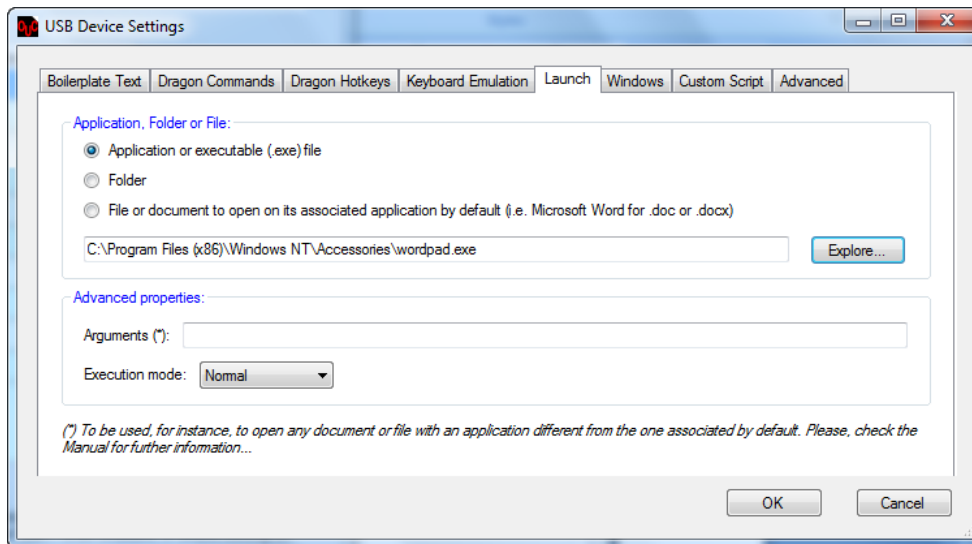 USB Device Settings
Boilerplate Text Dragon Commands Dragon Hotkeys Keyboard Emulation Launch Windows Custom Script Advanced
Application, Folder or File:
Application or executable (.exe) file
Folder
File or document to open on its associated application by default (i.e. Microsoft Word for .doc or .docx)
C:\Program Files (x86)\Windows NT\Accessories\wordpad.exe Explore...
Advanced properties:
Arguments (*):
Execution mode: Normal
(*) To be used, for instance, to open any document or file with an application different from the one associated by default. Please, check the
Manual for further information...
OK Cancel